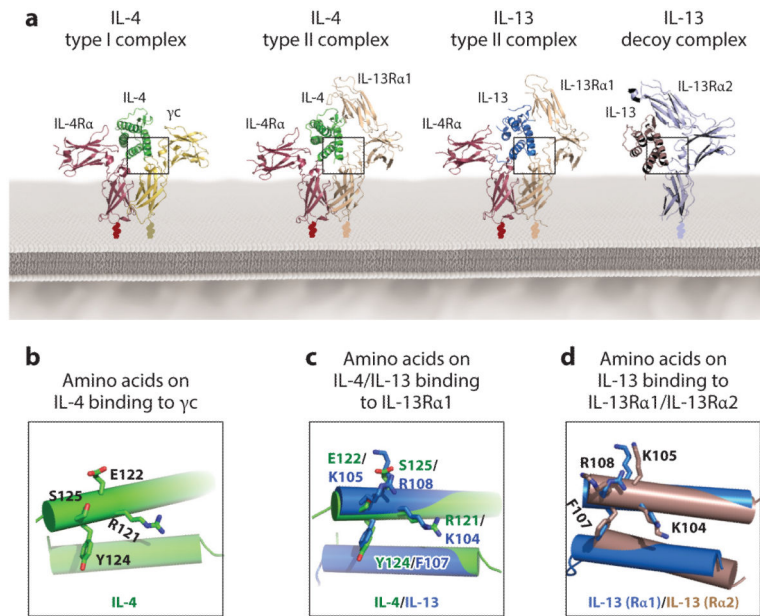 a
IL-4
type I complex
IL-4
type II complex
IL-13
type II complex
IL-13
decoy complex
IL-4
IL-4Rα
γc
IL-13Rα1
IL-4
IL-4Rα
IL-13Rα1
IL-13
IL-4Rα
IL-13Rα2
IL-13
b
Amino acids on
IL-4 binding to γc
E122
S125
R121
Y124
IL-4
c
Amino acids on
IL-4/IL-13 binding
to IL-13Rα1
E122/
K105
S125/
R108
R121/
K104
Y124/F107
IL-4/IL-13
d
Amino acids on
IL-13 binding to
IL-13Rα1/IL-13Rα2
K105
R108
F107
K104
IL-13 (Rα1)/IL-13 (Rα2)